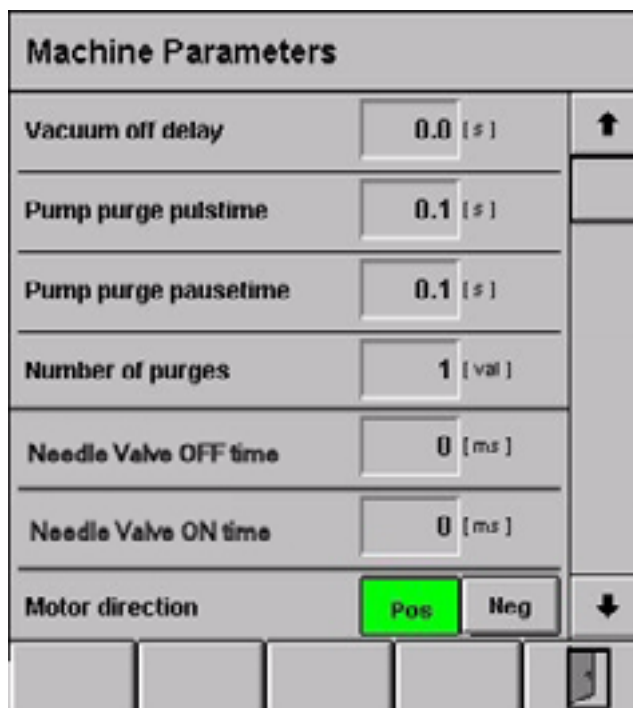 Machine Parameters
Vacuum off delay 0.0 [s]
Pump purge pulstime 0.1 [s]
Pump purge pausetime 0.1 [s]
Number of purges 1 [val]
Needle Valve OFF time 0 [ms]
Needle Valve ON time 0 [ms]
Motor direction Pos Neg